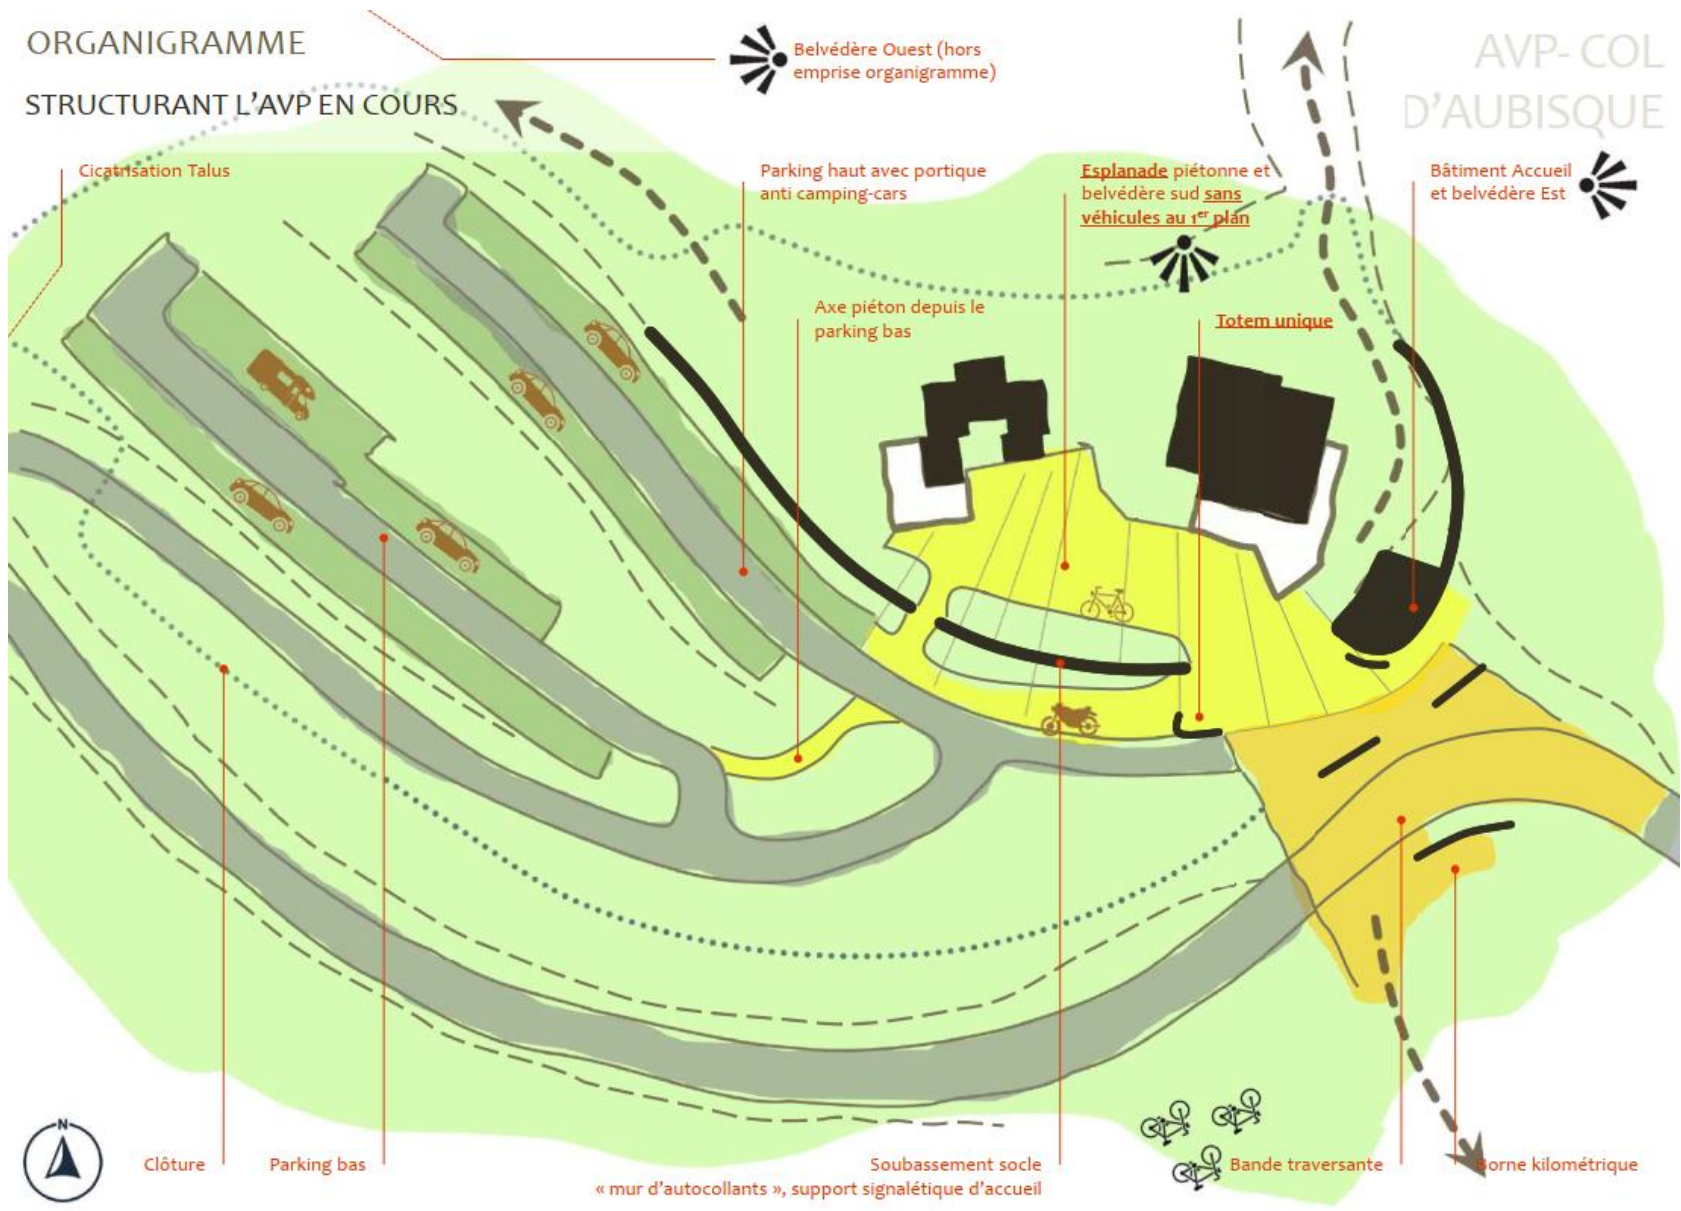 ORGANIGRAMME
STRUCTURANT L'AVP EN COURS
AVP- COL
D'AUBISQUE
Belvédère Ouest (hors
emprise organigramme)
Cicatrisation Talus
Parking haut avec portique
anti camping-cars
Esplanade piétonne et
belvédère sud sans
véhicules au 1er plan
Bâtiment Accueil
et belvédère Est
Axe piéton depuis le
parking bas
Totem unique
N
Clôture
Parking bas
Soubassement socle
« mur d'autocollants », support signalétique d'accueil
Bande traversante
Borne kilométrique